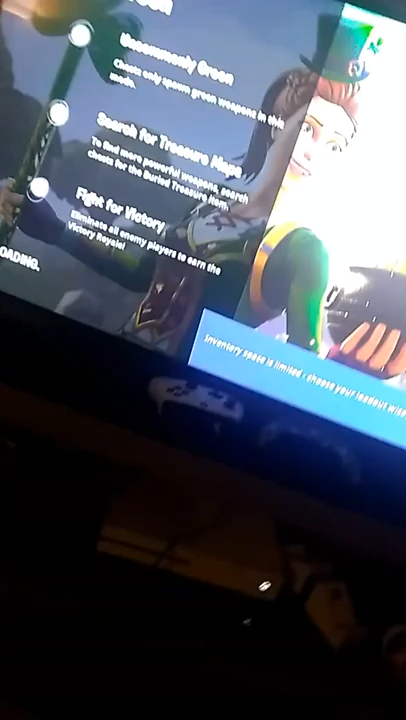 Uncommonly Green
Chests only spawn green weapons in this
mode.
Search for Treasure Maps
To find more powerful weapons, search
chests for the Buried Treasure item.
Fight for Victory
Eliminate all enemy players to earn the
Victory Royale!
OADING.
Inventory space is limited - choose your loadout wise